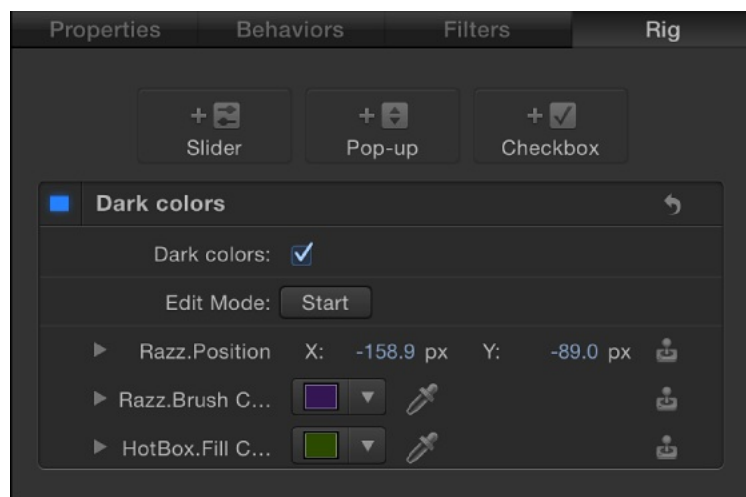 Properties Behaviors Filters Rig
+ + +
Slider Pop-up Checkbox
Dark colors
Dark colors:
Edit Mode: Start
Razz.Position X: -158.9 px Y: -89.0 px
Razz.Brush C...
HotBox.Fill C...